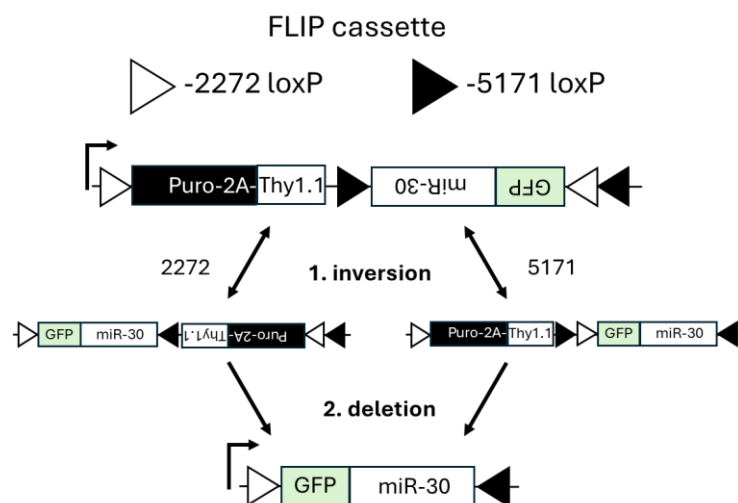 FLIP cassette
-2272 loxP
-5171 loxP
Puro-2A-Thy1.1
miR-30
GFP
2272
1. inversion
5171
GFP
miR-30
Thy1.1
Puro-2A-
Puro-2A-Thy1.1
GFP
miR-30
2. deletion
GFP
miR-30